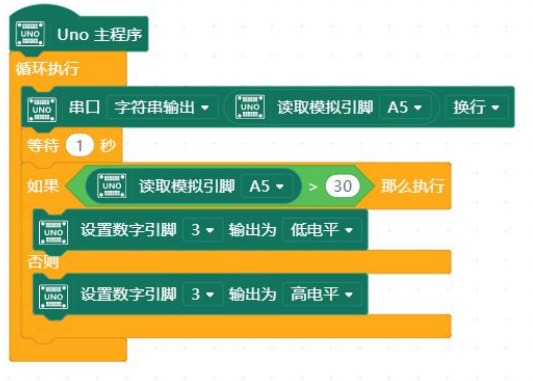 UNO Uno 主程序
循环执行
UNO 串口 字符串输出 UNO 读取模拟引脚 A5 换行
等待 1 秒
如果 UNO 读取模拟引脚 A5 > 30 那么执行
UNO 设置数字引脚 3 输出为 低电平
否则
UNO 设置数字引脚 3 输出为 高电平